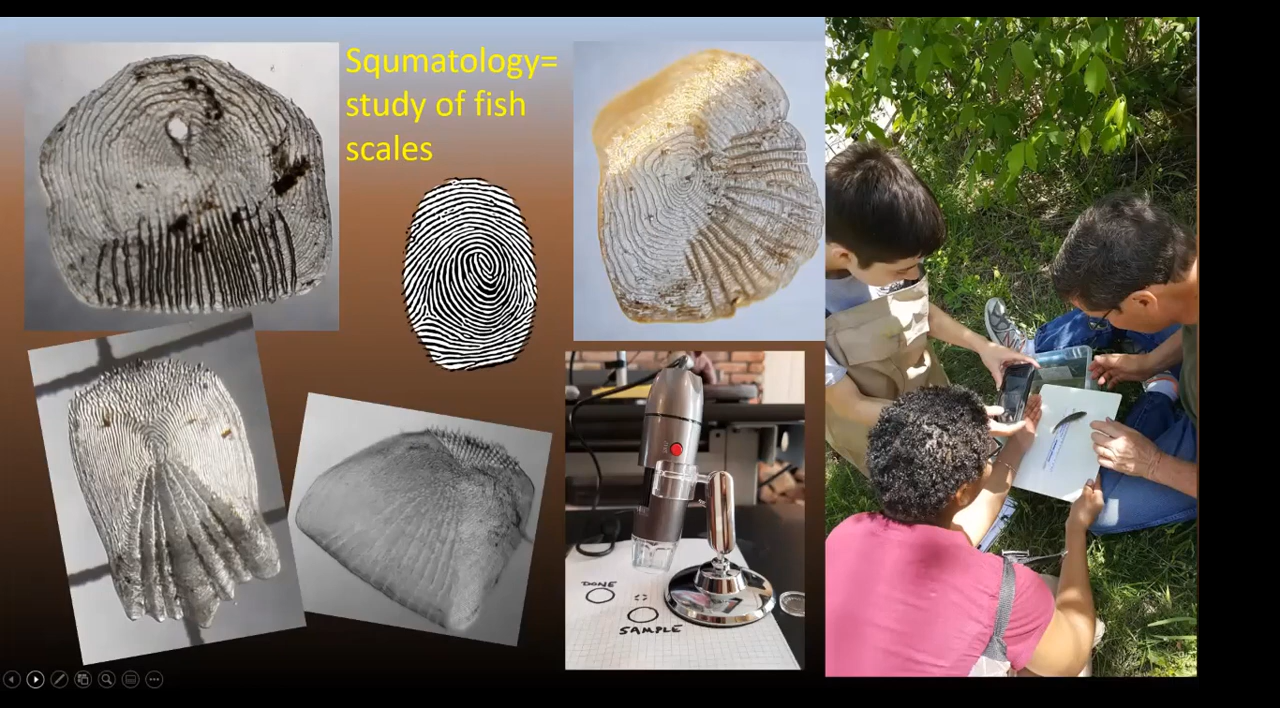 Squmatology=
study of fish
scales
DONE
SAMPLE